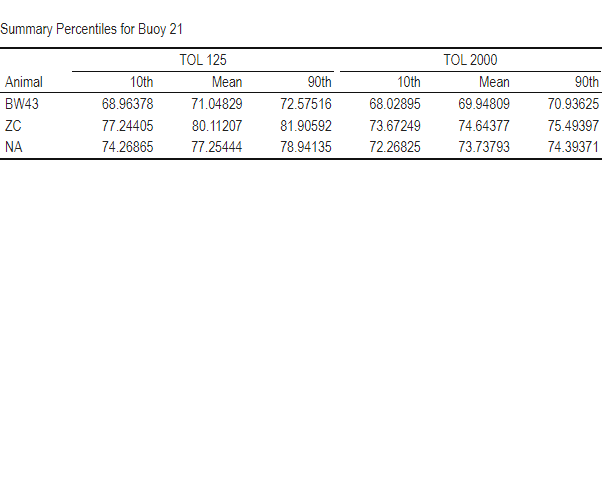 Summary Percentiles for Buoy 21
TOL 125 TOL 2000
Animal 10th Mean 90th 10th Mean 90th
BW43 68.96378 71.04829 72.57516 68.02895 69.94809 70.93625
ZC 77.24405 80.11207 81.90592 73.67249 74.64377 75.49397
NA 74.26865 77.25444 78.94135 72.26825 73.73793 74.39371